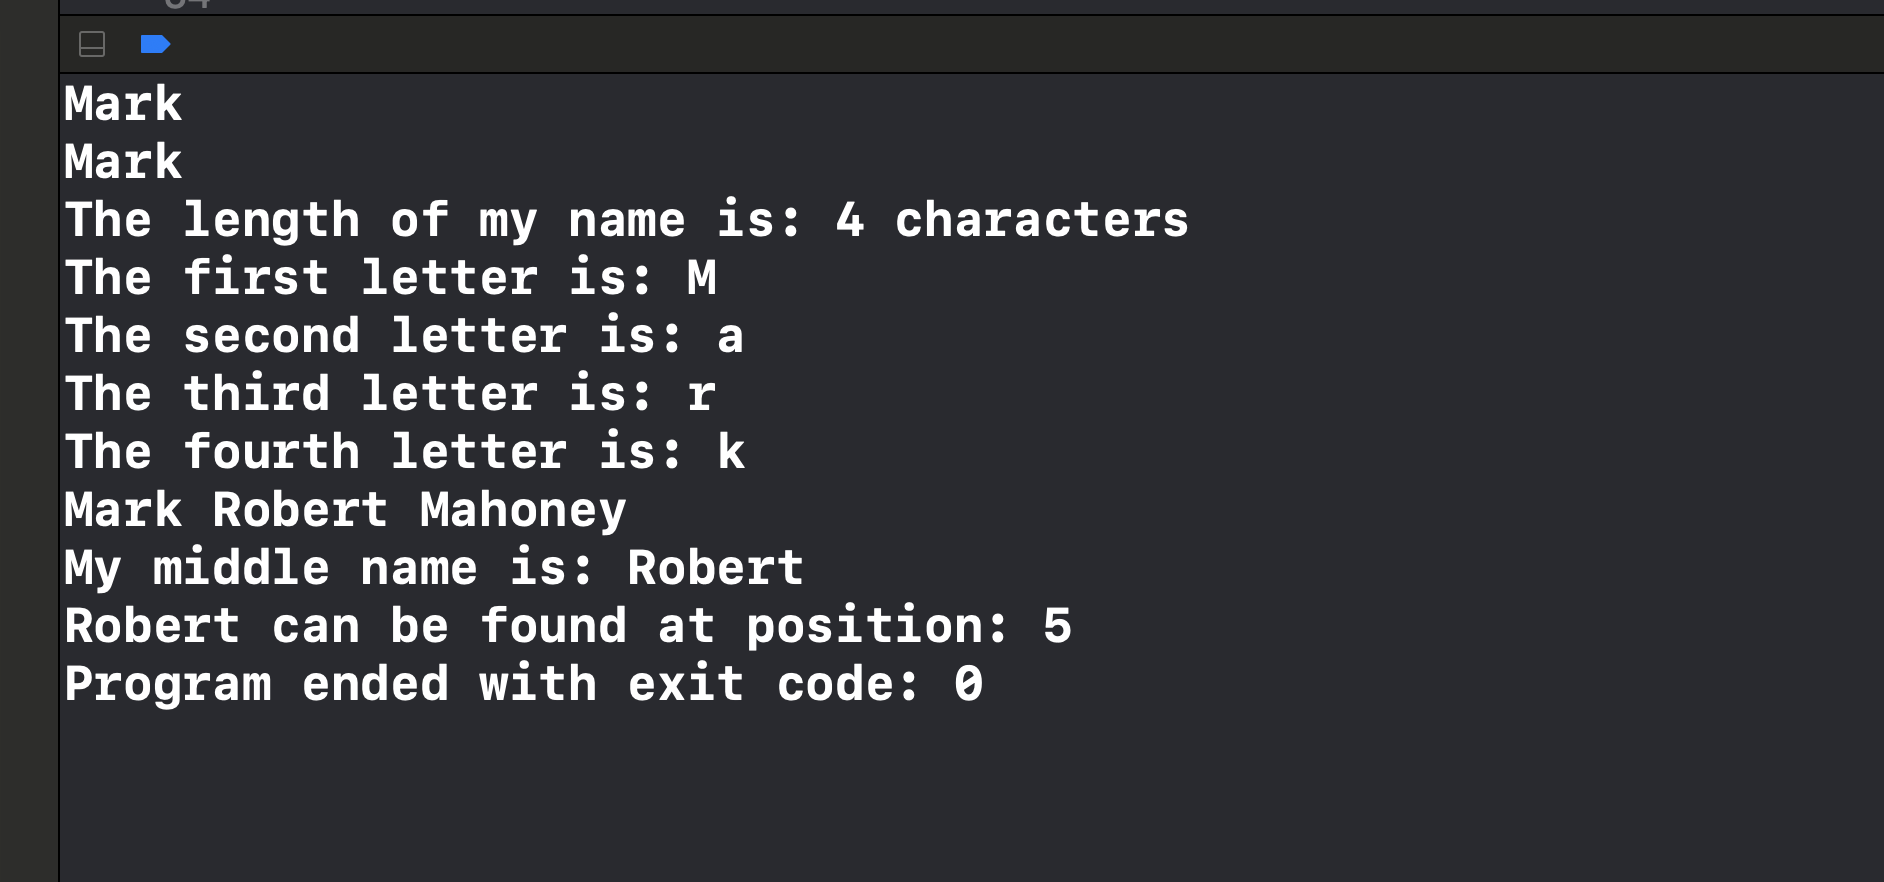 Mark
Mark
The length of my name is: 4 characters
The first letter is: M
The second letter is: a
The third letter is: r
The fourth letter is: k
Mark Robert Mahoney
My middle name is: Robert
Robert can be found at position: 5
Program ended with exit code: 0